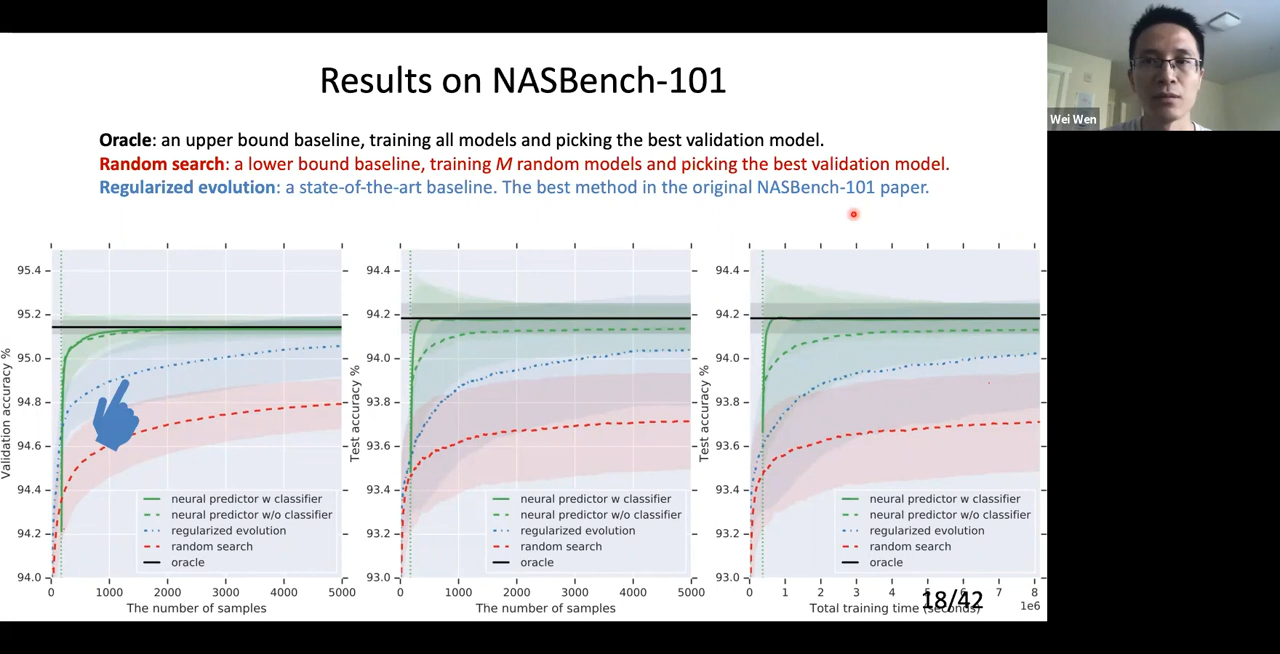 Results on NASBench-101
Oracle: an upper bound baseline, training all models and picking the best validation model.
Random search: a lower bound baseline, training M random models and picking the best validation model.
Regularized evolution: a state-of-the-art baseline. The best method in the original NASBench-101 paper.
Wei Wen
Validation accuracy %
95.4
95.2
95.0
94.8
94.6
94.4
94.2
94.0
neural predictor w classifier
neural predictor w/o classifier
regularized evolution
random search
oracle
0 1000 2000 3000 4000 5000
The number of samples
Test accuracy %
94.4
94.2
94.0
93.8
93.6
93.4
93.2
93.0
neural predictor w classifier
neural predictor w/o classifier
regularized evolution
random search
oracle
0 1000 2000 3000 4000 5000
The number of samples
Test accuracy %
94.4
94.2
94.0
93.8
93.6
93.4
93.2
93.0
neural predictor w classifier
neural predictor w/o classifier
regularized evolution
random search
oracle
0 1 2 3 4 5 6 7 8
1e6
Total training time (seconds)
18/42